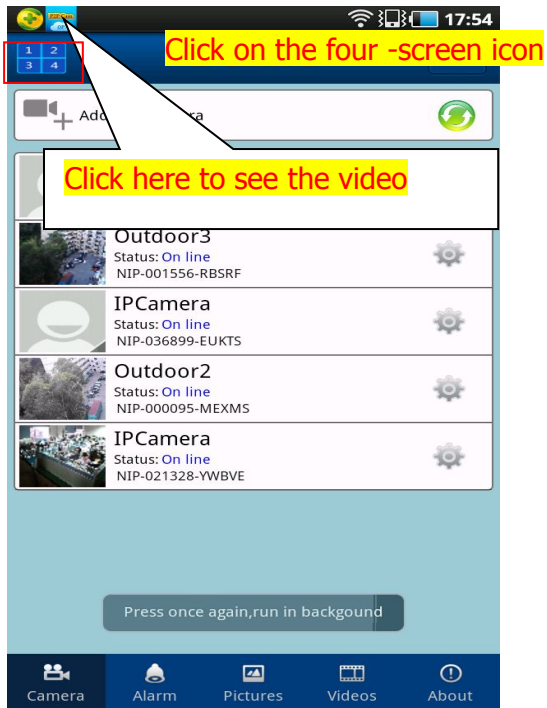 17:54
Click on the four -screen icon
1 2
3 4
Click here to see the video
Outdoor3
Status: On line
NIP-001556-RBSRF
IPCamera
Status: On line
NIP-036899-EUKTS
Outdoor2
Status: On line
NIP-000095-MEXMS
IPCamera
Status: On line
NIP-021328-YWBVE
Press once again,run in backgound
Camera Alarm Pictures Videos About